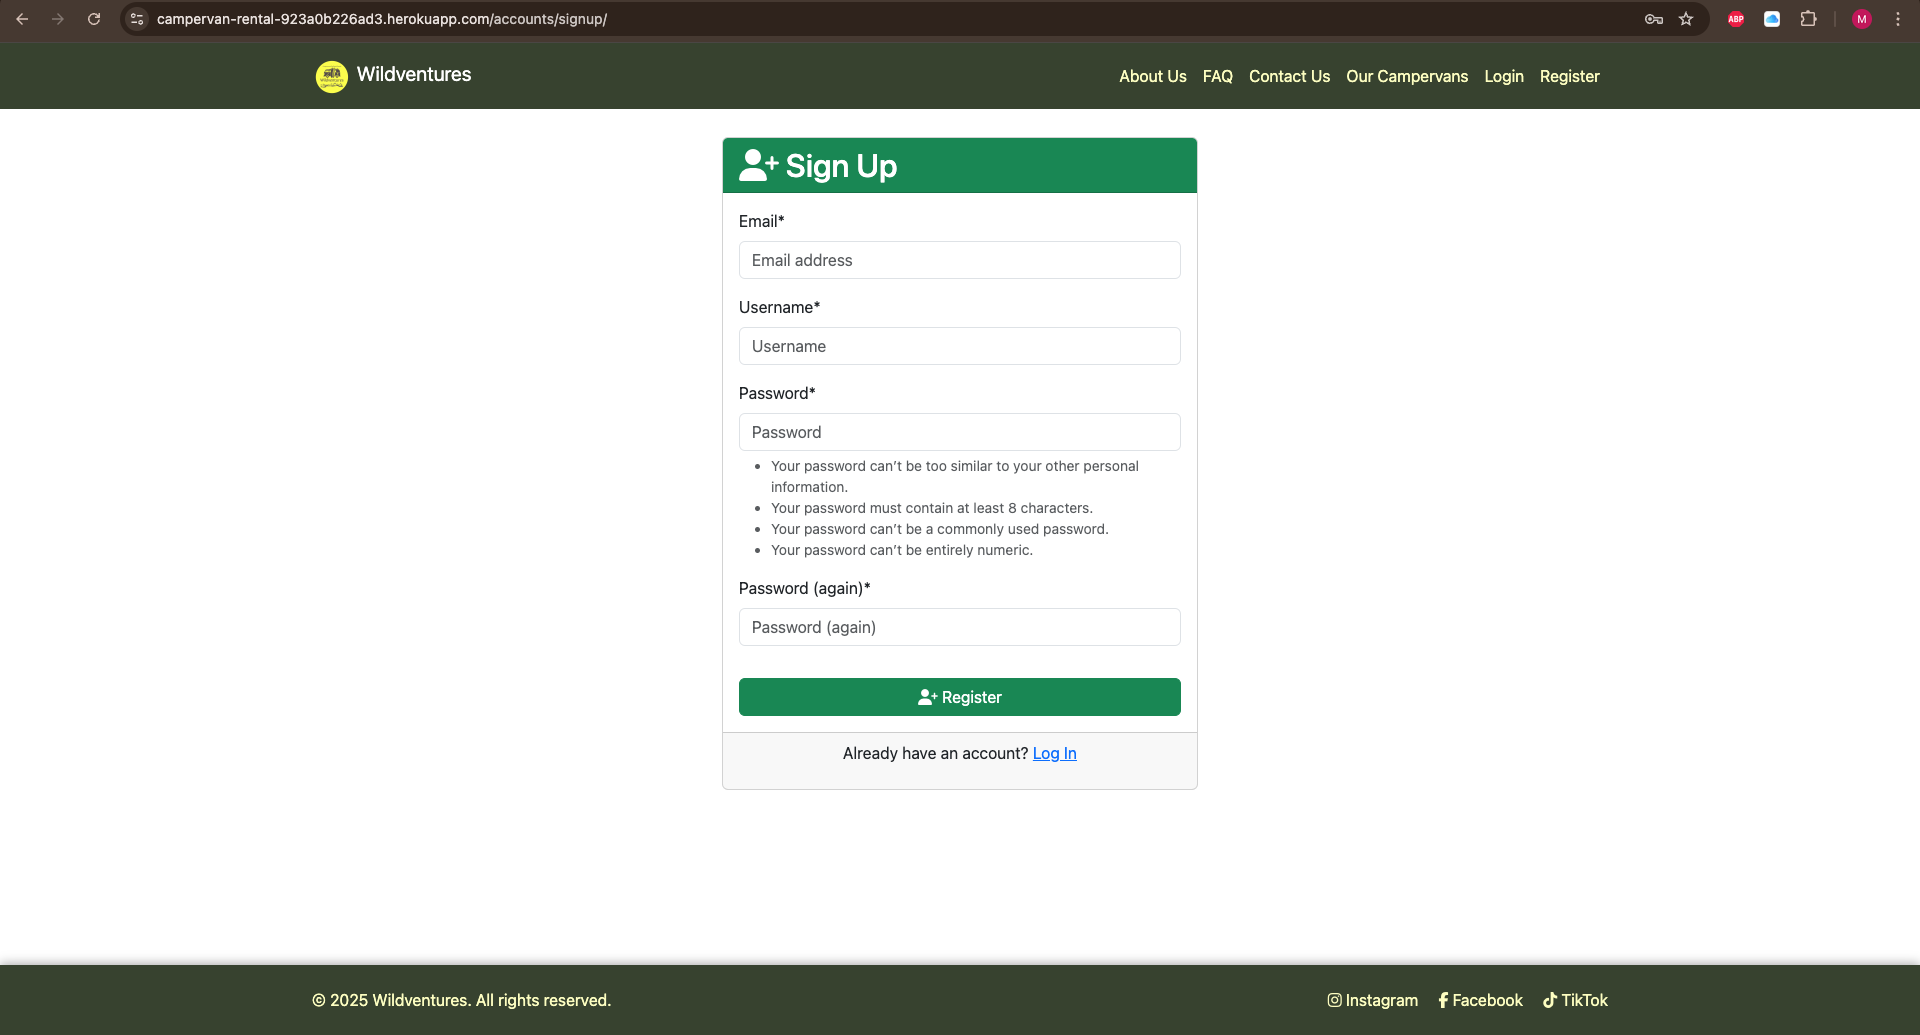 campervan-rental-923a0b226ad3.herokuapp.com/accounts/signup/
ABP
M
Wildventures
About Us FAQ Contact Us Our Campervans Login Register
Sign Up
Email*
Email address
Username*
Username
Password*
Password
• Your password can’t be too similar to your other personal
information.
• Your password must contain at least 8 characters.
• Your password can’t be a commonly used password.
• Your password can’t be entirely numeric.
Password (again)*
Password (again)
Register
Already have an account? Log In
© 2025 Wildventures. All rights reserved.
Instagram Facebook TikTok